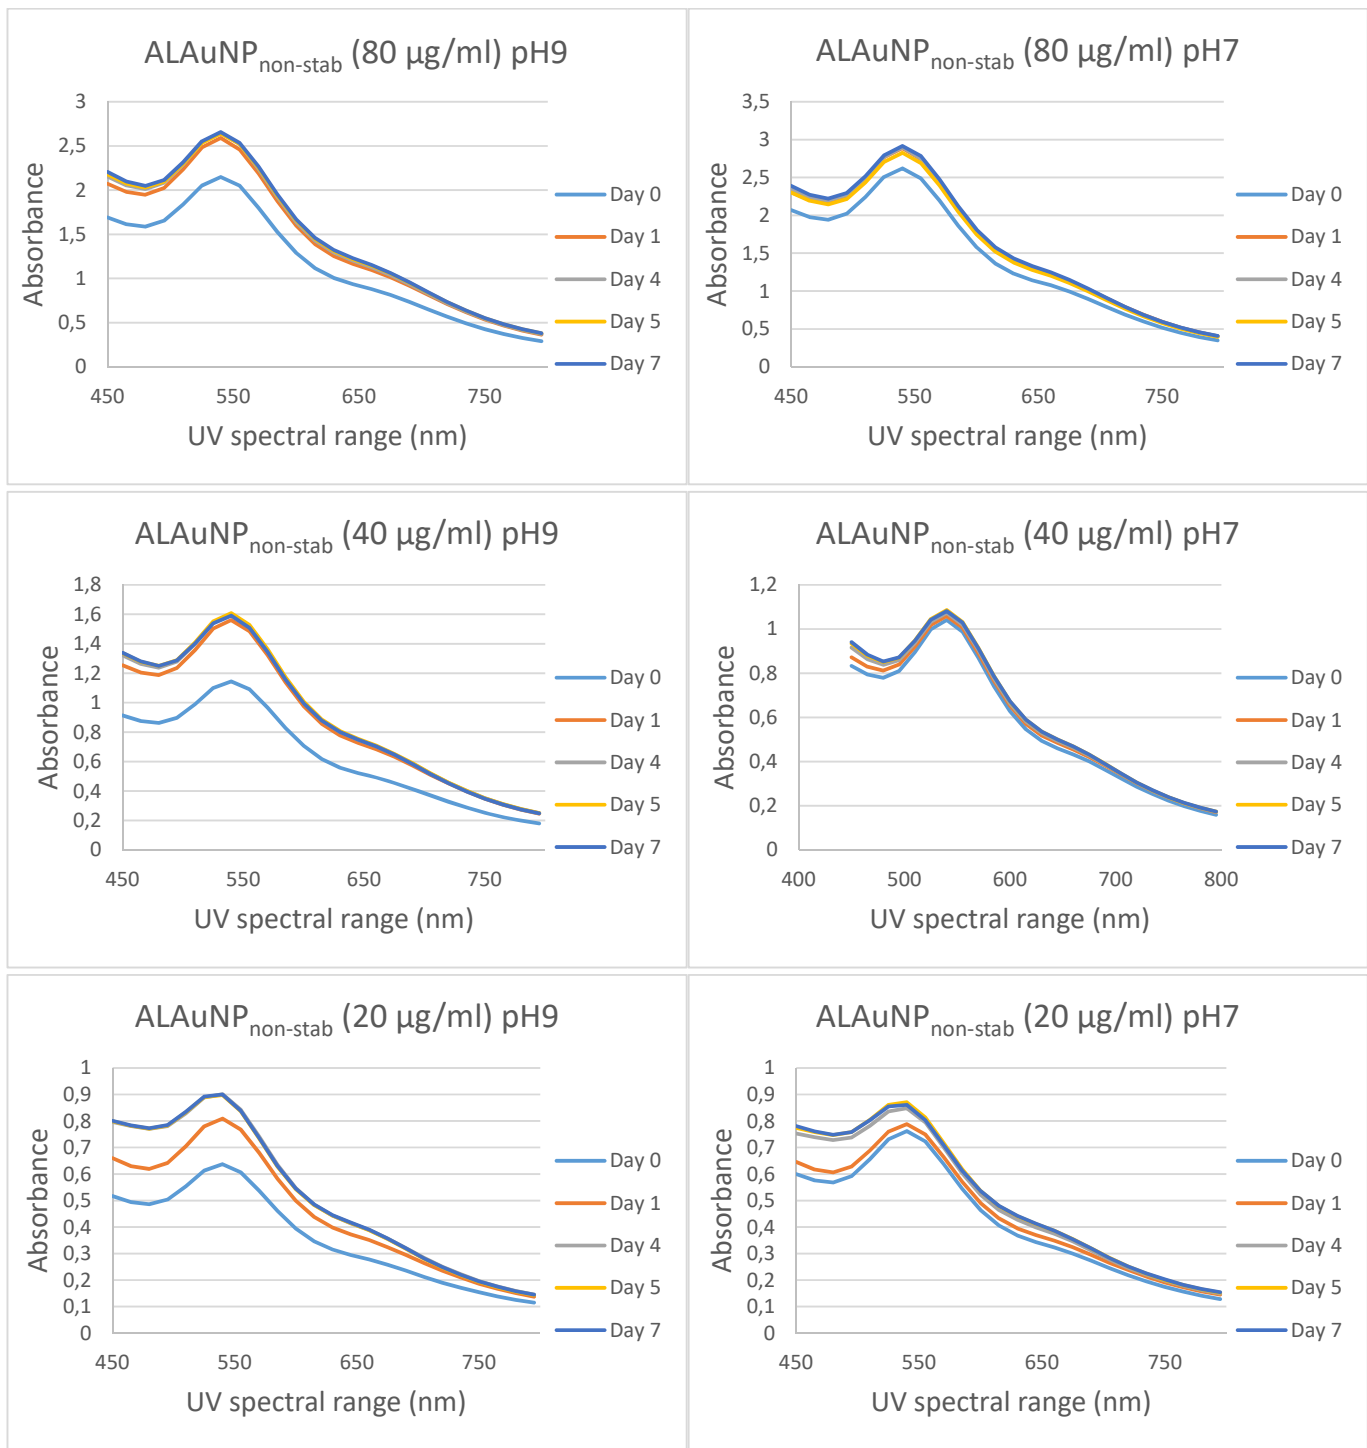 ALAuNPnon-stab (80 µg/ml) pH9
3
2,5
2
1,5
1
0,5
0
450 550 650 750
Absorbance
UV spectral range (nm)
Day 0
Day 1
Day 4
Day 5
Day 7
ALAuNPnon-stab (80 µg/ml) pH7
3,5
3
2,5
2
1,5
1
0,5
0
450 550 650 750
Absorbance
UV spectral range (nm)
Day 0
Day 1
Day 4
Day 5
Day 7
ALAuNPnon-stab (40 µg/ml) pH9
1,8
1,6
1,4
1,2
1
0,8
0,6
0,4
0,2
0
450 550 650 750
Absorbance
UV spectral range (nm)
Day 0
Day 1
Day 4
Day 5
Day 7
ALAuNPnon-stab (40 µg/ml) pH7
1,2
1
0,8
0,6
0,4
0,2
0
400 500 600 700 800
Absorbance
UV spectral range (nm)
Day 0
Day 1
Day 4
Day 5
Day 7
ALAuNPnon-stab (20 µg/ml) pH9
1
0,9
0,8
0,7
0,6
0,5
0,4
0,3
0,2
0,1
0
450 550 650 750
Absorbance
UV spectral range (nm)
Day 0
Day 1
Day 4
Day 5
Day 7
ALAuNPnon-stab (20 µg/ml) pH7
1
0,9
0,8
0,7
0,6
0,5
0,4
0,3
0,2
0,1
0
450 550 650 750
Absorbance
UV spectral range (nm)
Day 0
Day 1
Day 4
Day 5
Day 7